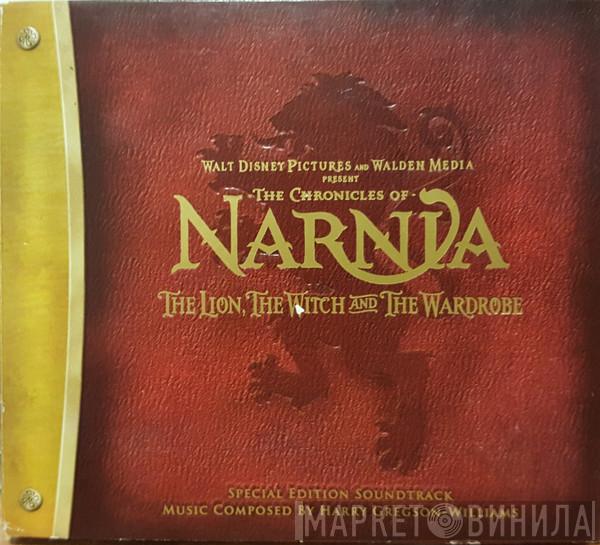 Walt Disney Pictures and Walden Media
present
The Chronicles of
Narnia
The Lion, The Witch and The Wardrobe
Special Edition Soundtrack
Music Composed by Harry Gregson-Williams
МАРКЕТ ВИНИЛА